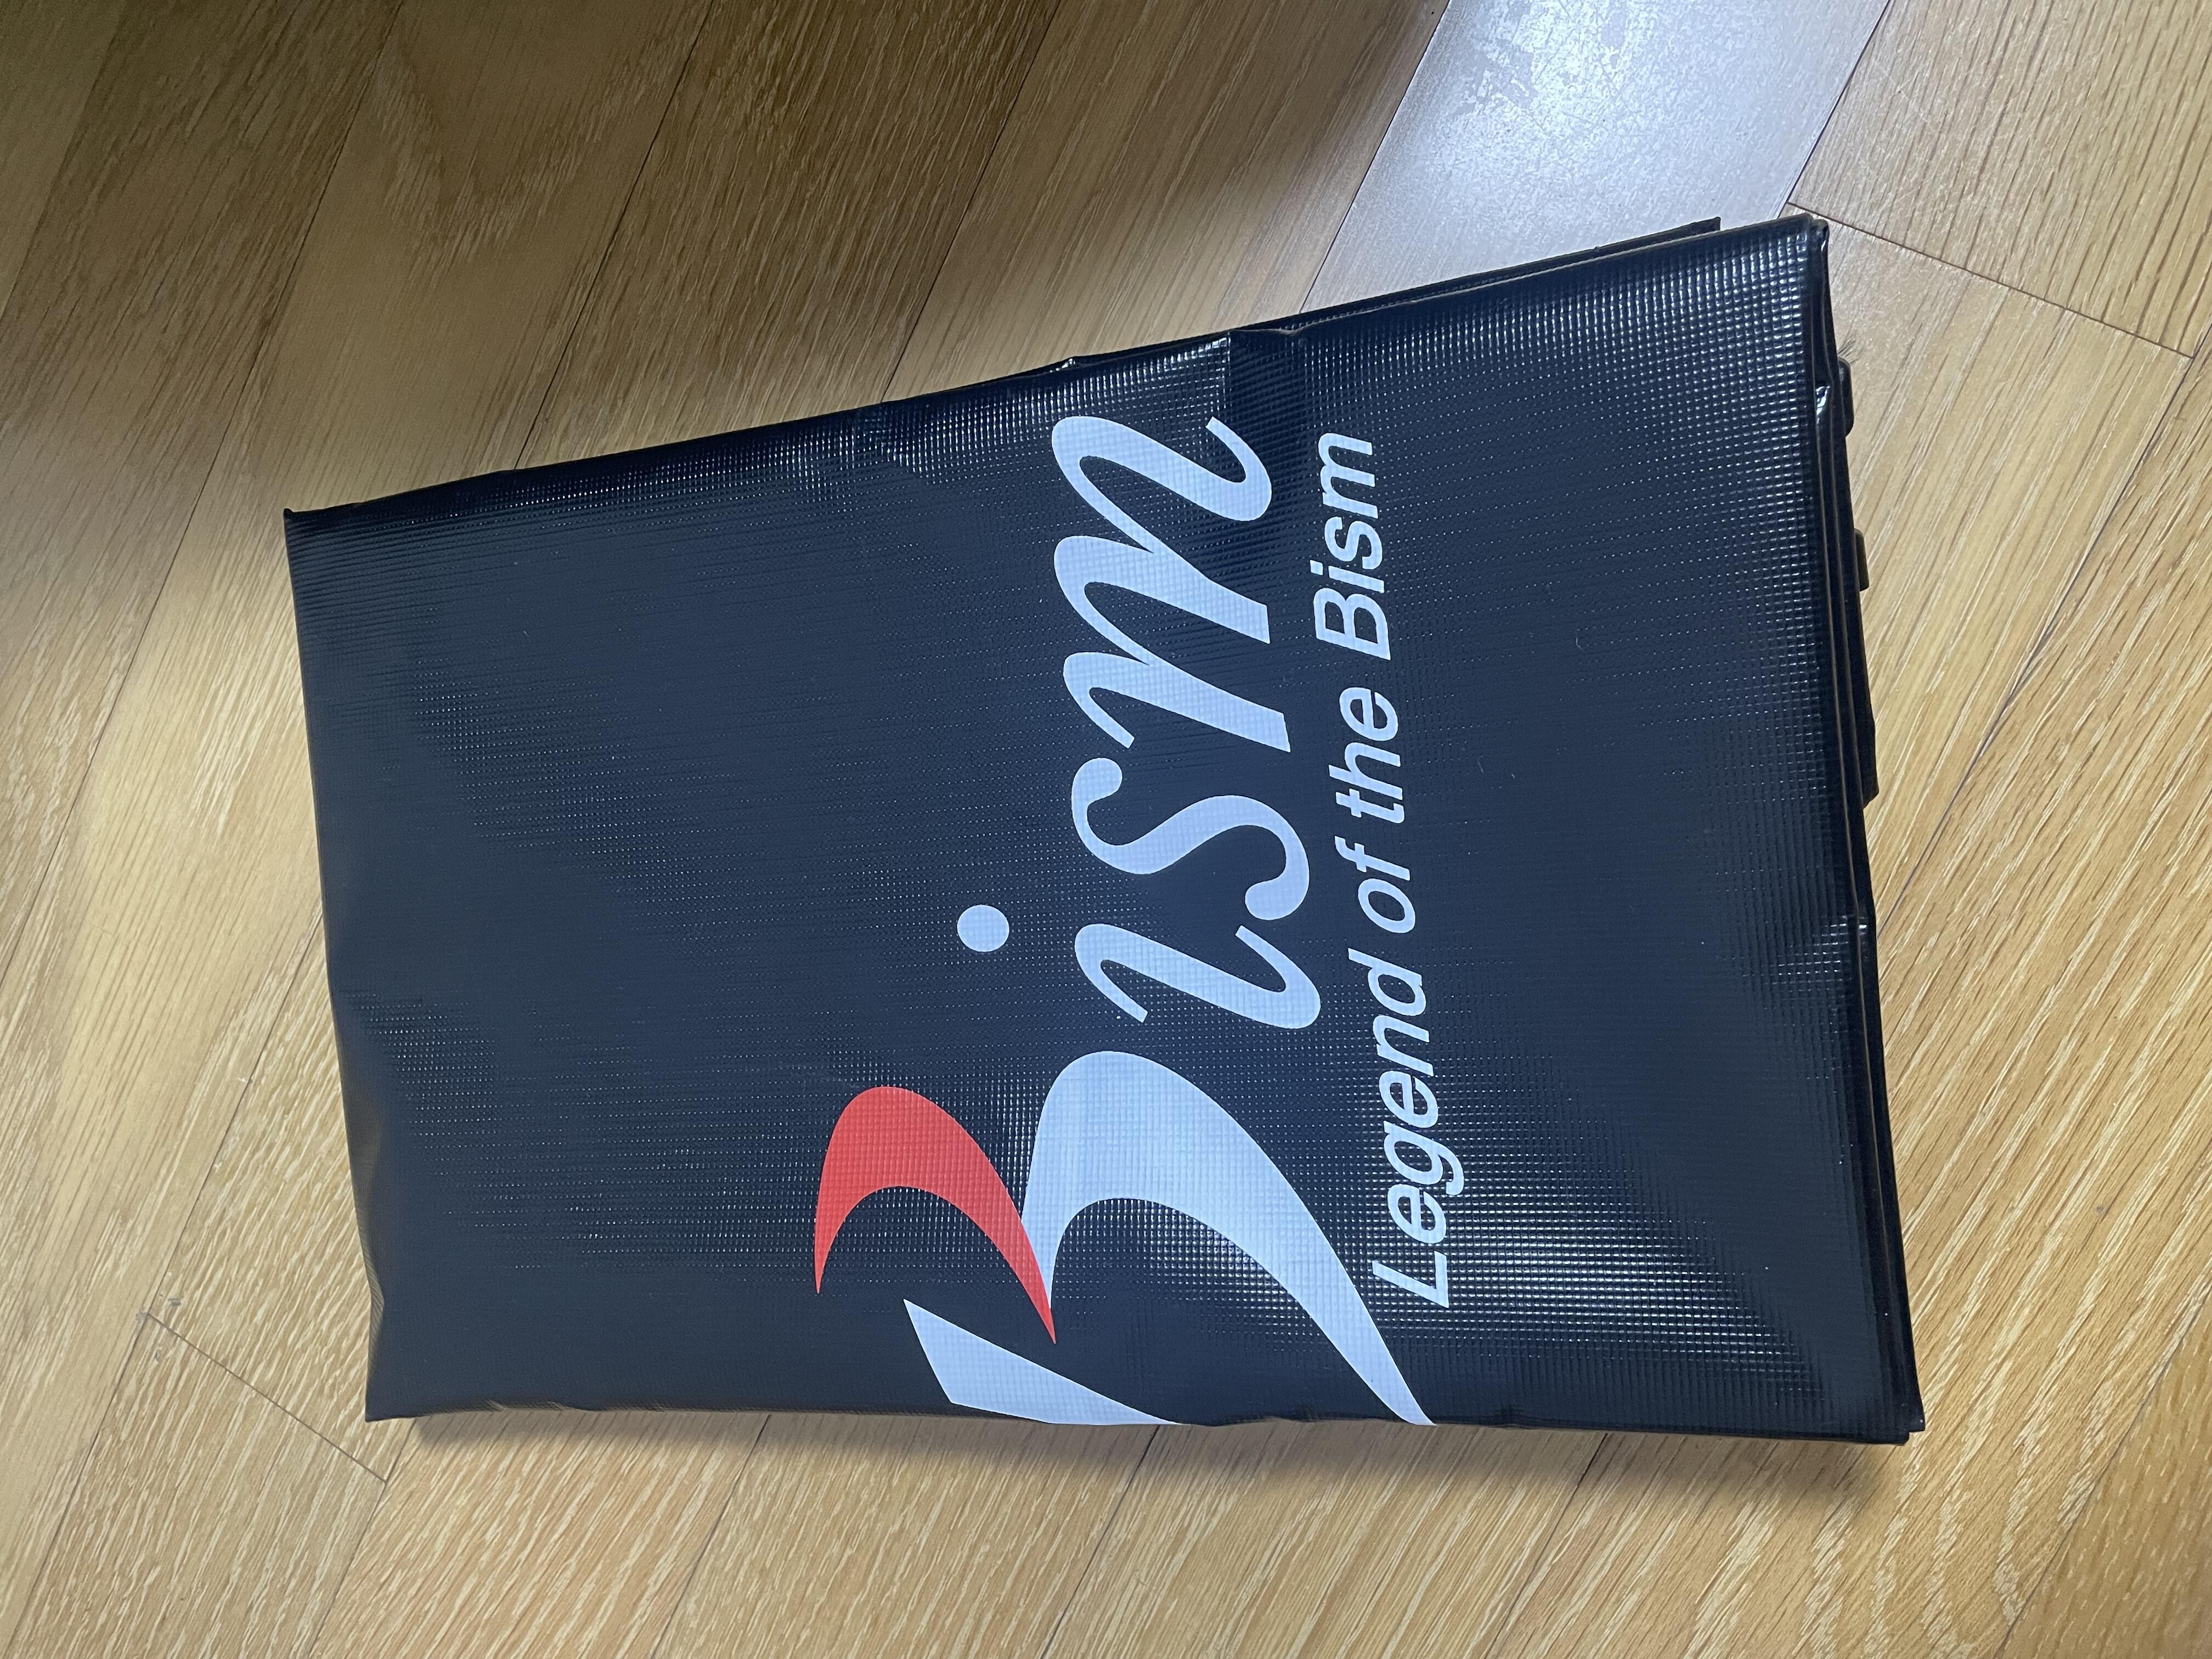 Bism
Legend of the Bism